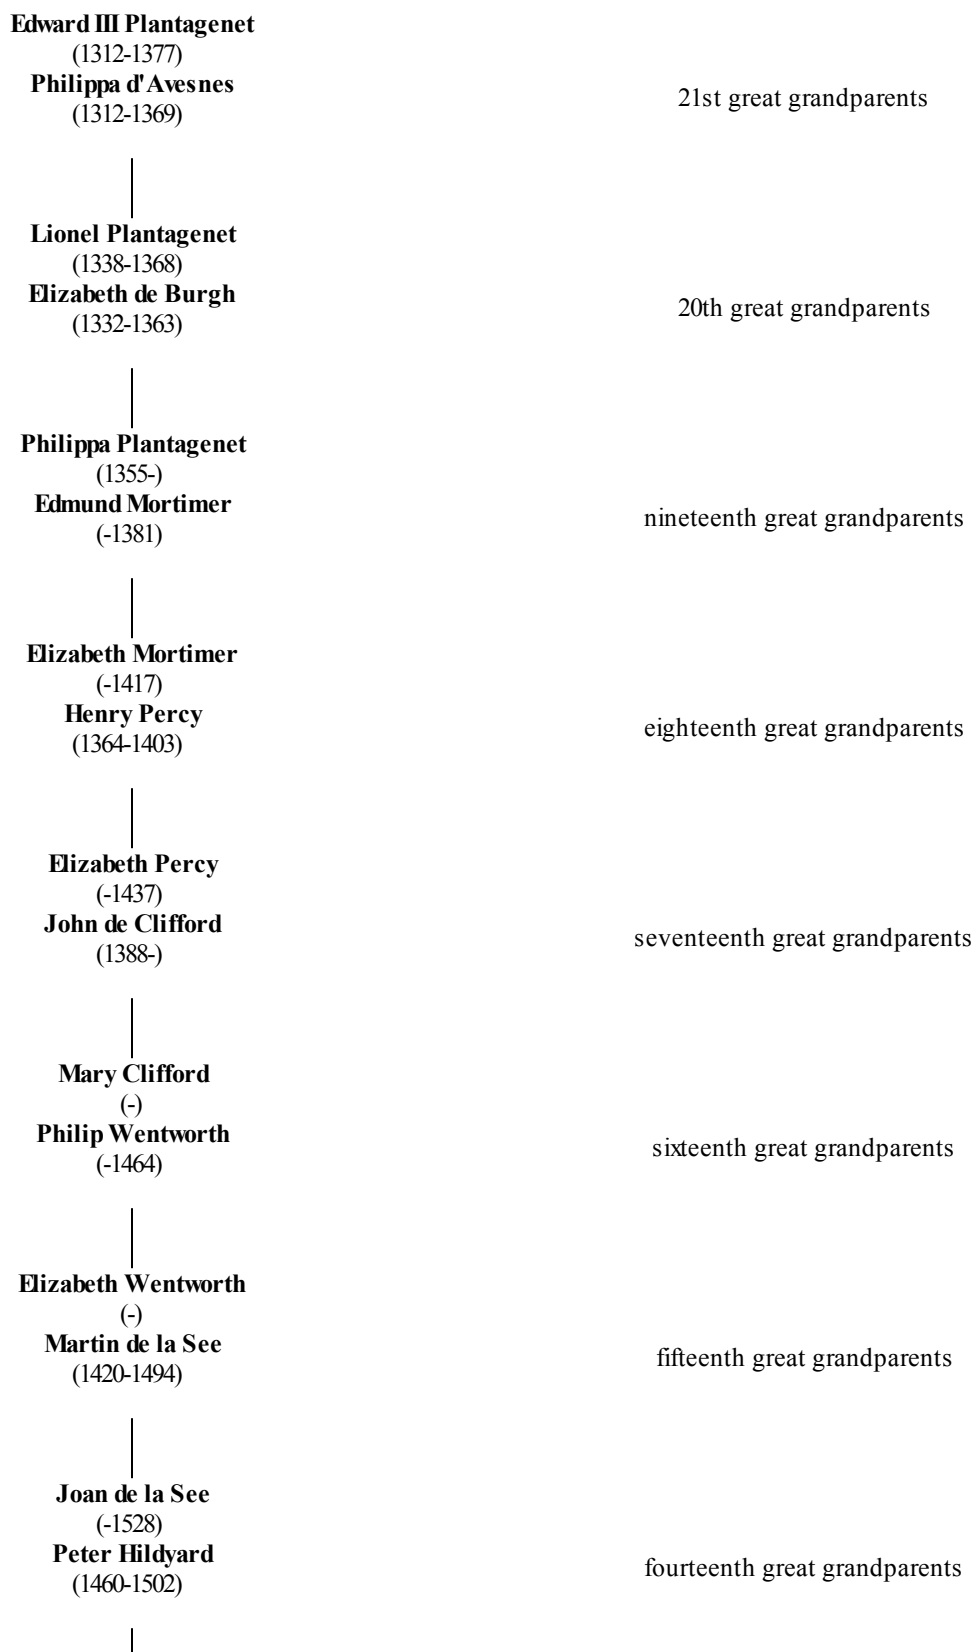 Edward III Plantagenet
(1312-1377)
Philippa d'Avesnes
(1312-1369)
21st great grandparents
Lionel Plantagenet
(1338-1368)
Elizabeth de Burgh
(1332-1363)
20th great grandparents
Philippa Plantagenet
(1355-)
Edmund Mortimer
(-1381)
nineteenth great grandparents
Elizabeth Mortimer
(-1417)
Henry Percy
(1364-1403)
eighteenth great grandparents
Elizabeth Percy
(-1437)
John de Clifford
(1388-)
seventeenth great grandparents
Mary Clifford
(-)
Philip Wentworth
(-1464)
sixteenth great grandparents
Elizabeth Wentworth
(-)
Martin de la See
(1420-1494)
fifteenth great grandparents
Joan de la See
(-1528)
Peter Hildyard
(1460-1502)
fourteenth great grandparents